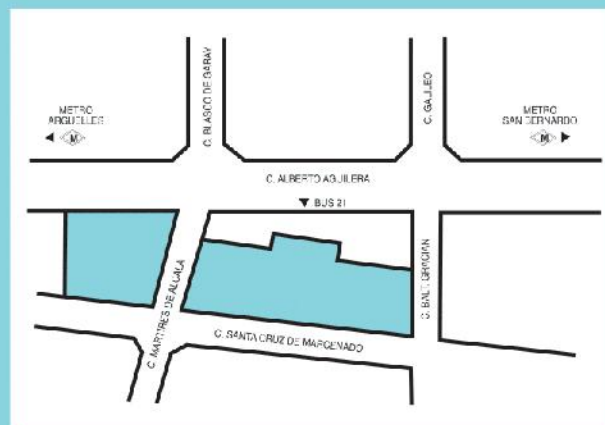 METRO
ARGUELLES
M
C. BLASCO DE GARAY
C. GALILEO
METRO
SAN BERNARDO
M
C. ALBERTO AGUILERA
BUS 21
C. MARTIRES DE ALCALA
C. BALT. GRACIAN
C. SANTA CRUZ DE MARCENADO